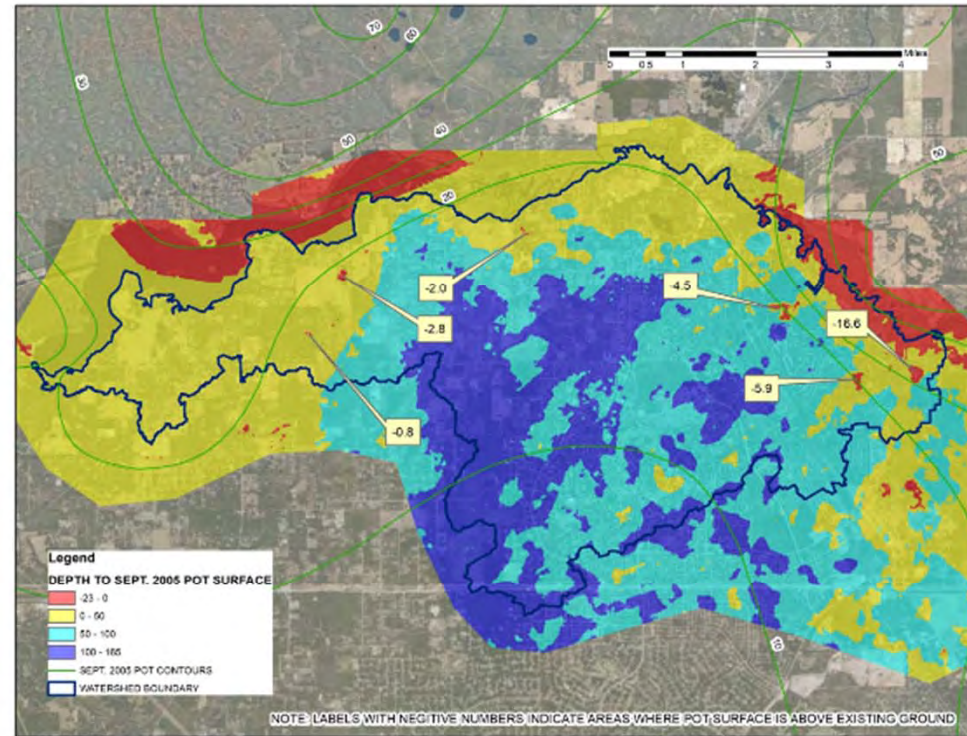 70
60
Miles
0 0.5 1 2 3 4
30
50
40
50
20
-2.0
-4.5
-2.8
-16.6
-5.9
-0.8
Legend
DEPTH TO SEPT. 2005 POT SURFACE
-23 - 0
0 - 50
50 - 100
100 - 185
SEPT. 2005 POT CONTOURS
WATERSHED BOUNDARY
10
NOTE: LABELS WITH NEGITIVE NUMBERS INDICATE AREAS WHERE POT SURFACE IS ABOVE EXISTING GROUND